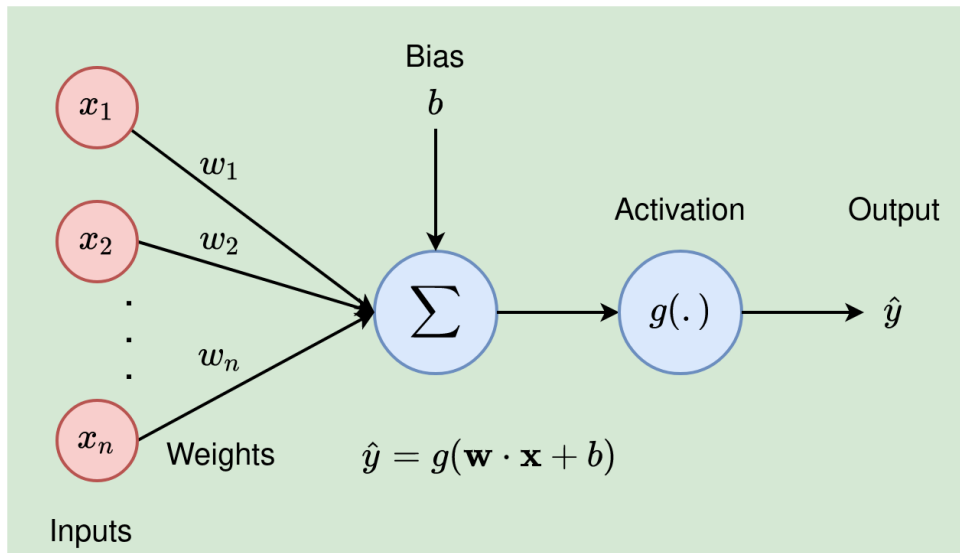 Bias
b
x₁
w₁
Activation
Output
x₂
w₂
∑
g(.)
ŷ
.
.
.
wₙ
xₙ
Weights
ŷ = g(w · x + b)
Inputs